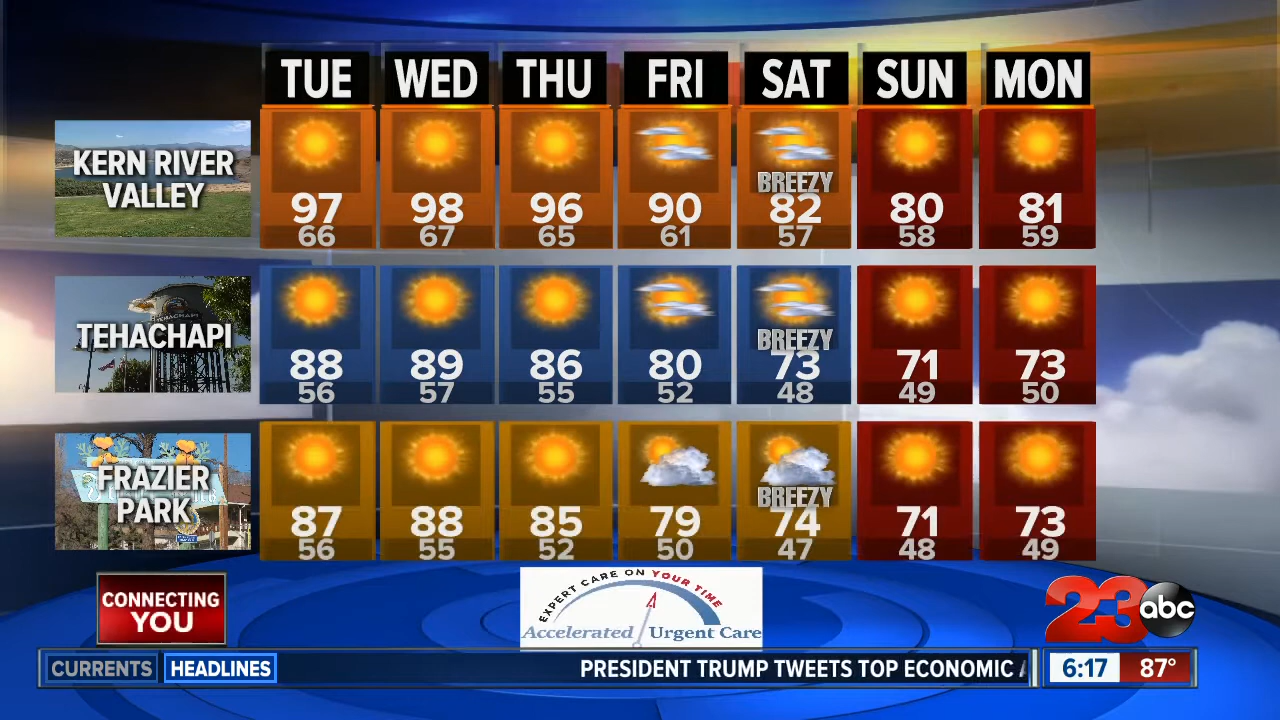 TUE WED THU FRI SAT SUN MON
KERN RIVER
VALLEY
BREEZY
97 98 96 90 82 80 81
66 67 65 61 57 58 59
TEHACHAPI
BREEZY
88 89 86 80 73 71 73
56 57 55 52 48 49 50
FRAZIER
PARK
BREEZY
87 88 85 79 74 71 73
56 55 52 50 47 48 49
CONNECTING
YOU
EXPERT CARE ON YOUR TIME
Accelerated Urgent Care
23 abc
CURRENTS HEADLINES PRESIDENT TRUMP TWEETS TOP ECONOMIC
6:17 87°